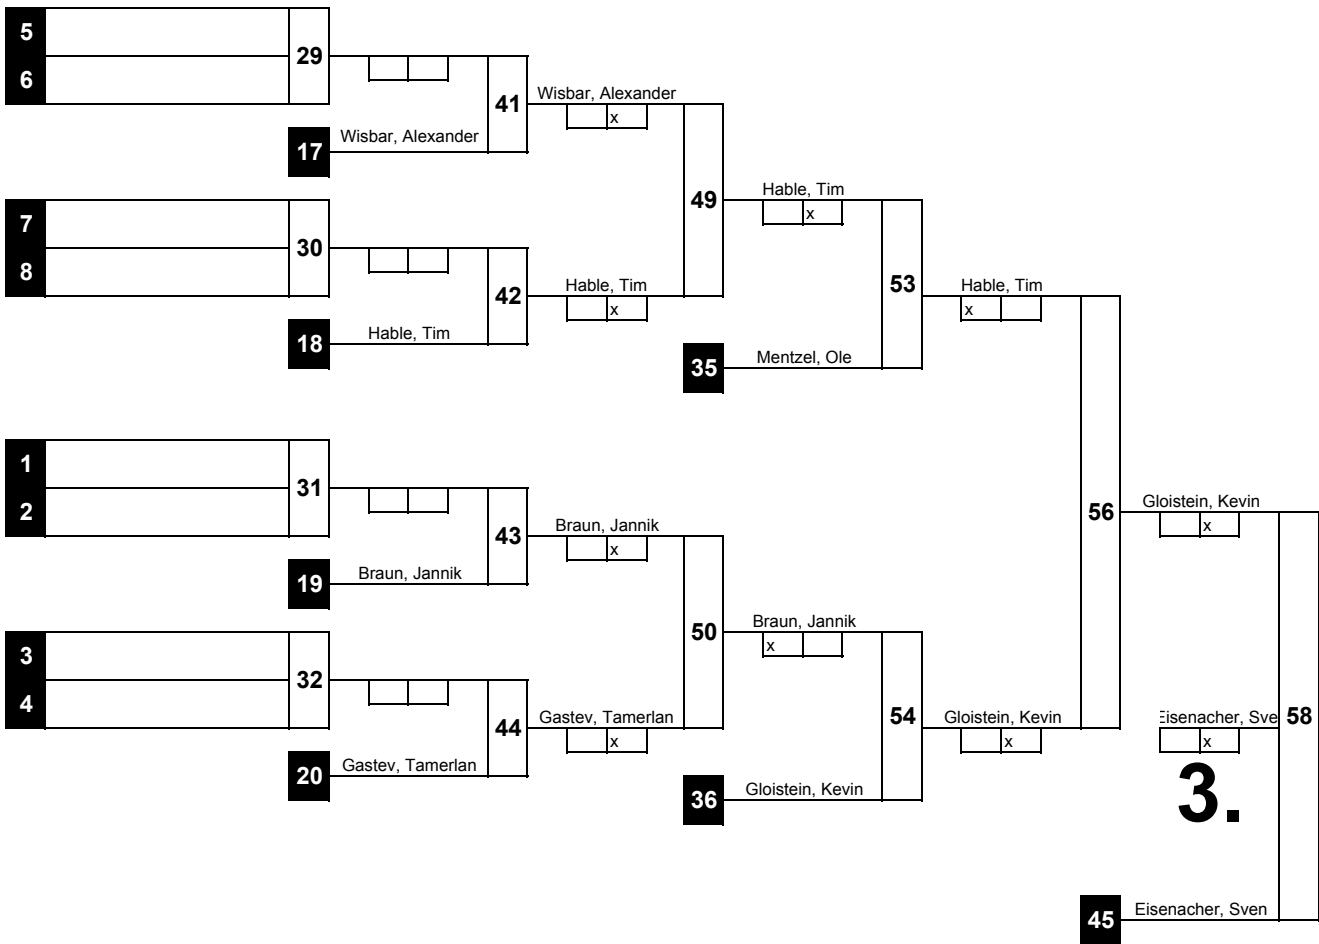 5
29
6
41
Wisbar, Alexander
x
17
Wisbar, Alexander
7
30
8
49
Hable, Tim
x
42
Hable, Tim
x
18
Hable, Tim
53
Hable, Tim
x
35
Mentzel, Ole
1
31
2
43
Braun, Jannik
x
19
Braun, Jannik
56
Gloistein, Kevin
x
3
32
4
50
Braun, Jannik
x
44
Gastev, Tamerlan
x
20
Gastev, Tamerlan
54
Gloistein, Kevin
x
36
Gloistein, Kevin
Eisenacher, Sve
58
x
3.
45
Eisenacher, Sven